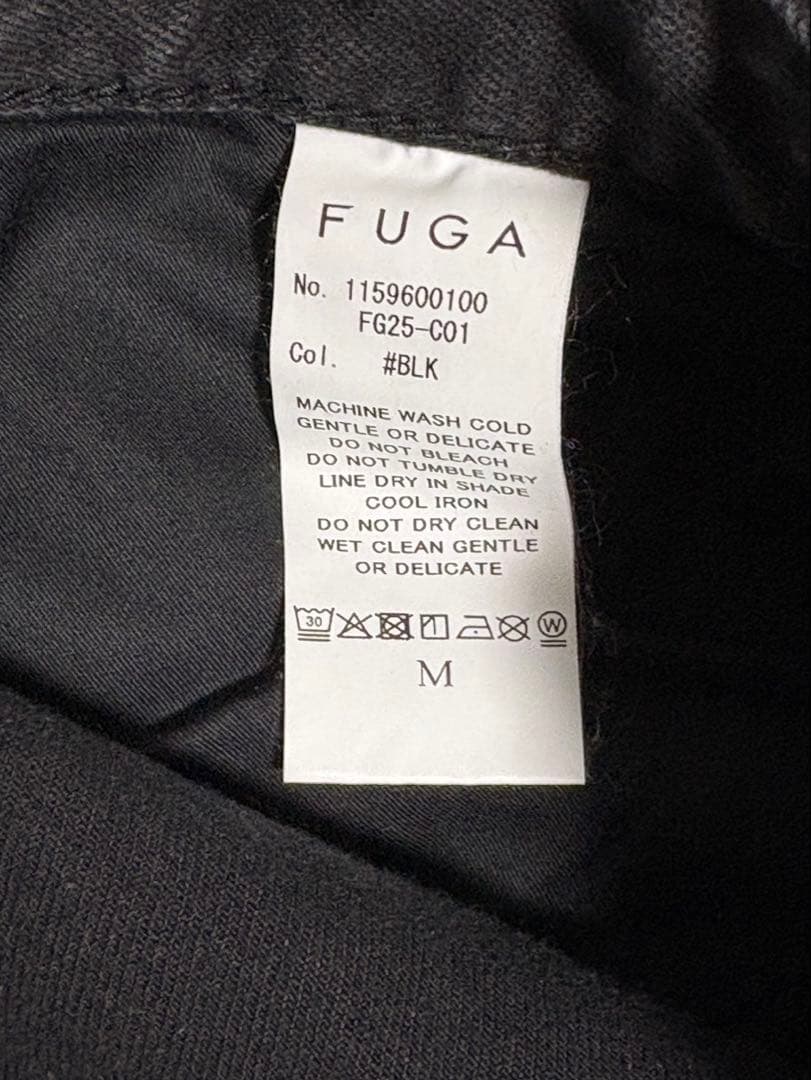 FUGA
No. 1159600100
FG25-C01
Col. #BLK
MACHINE WASH COLD
GENTLE OR DELICATE
DO NOT BLEACH
DO NOT TUMBLE DRY
LINE DRY IN SHADE
COOL IRON
DO NOT DRY CLEAN
WET CLEAN GENTLE
OR DELICATE
30 W
M